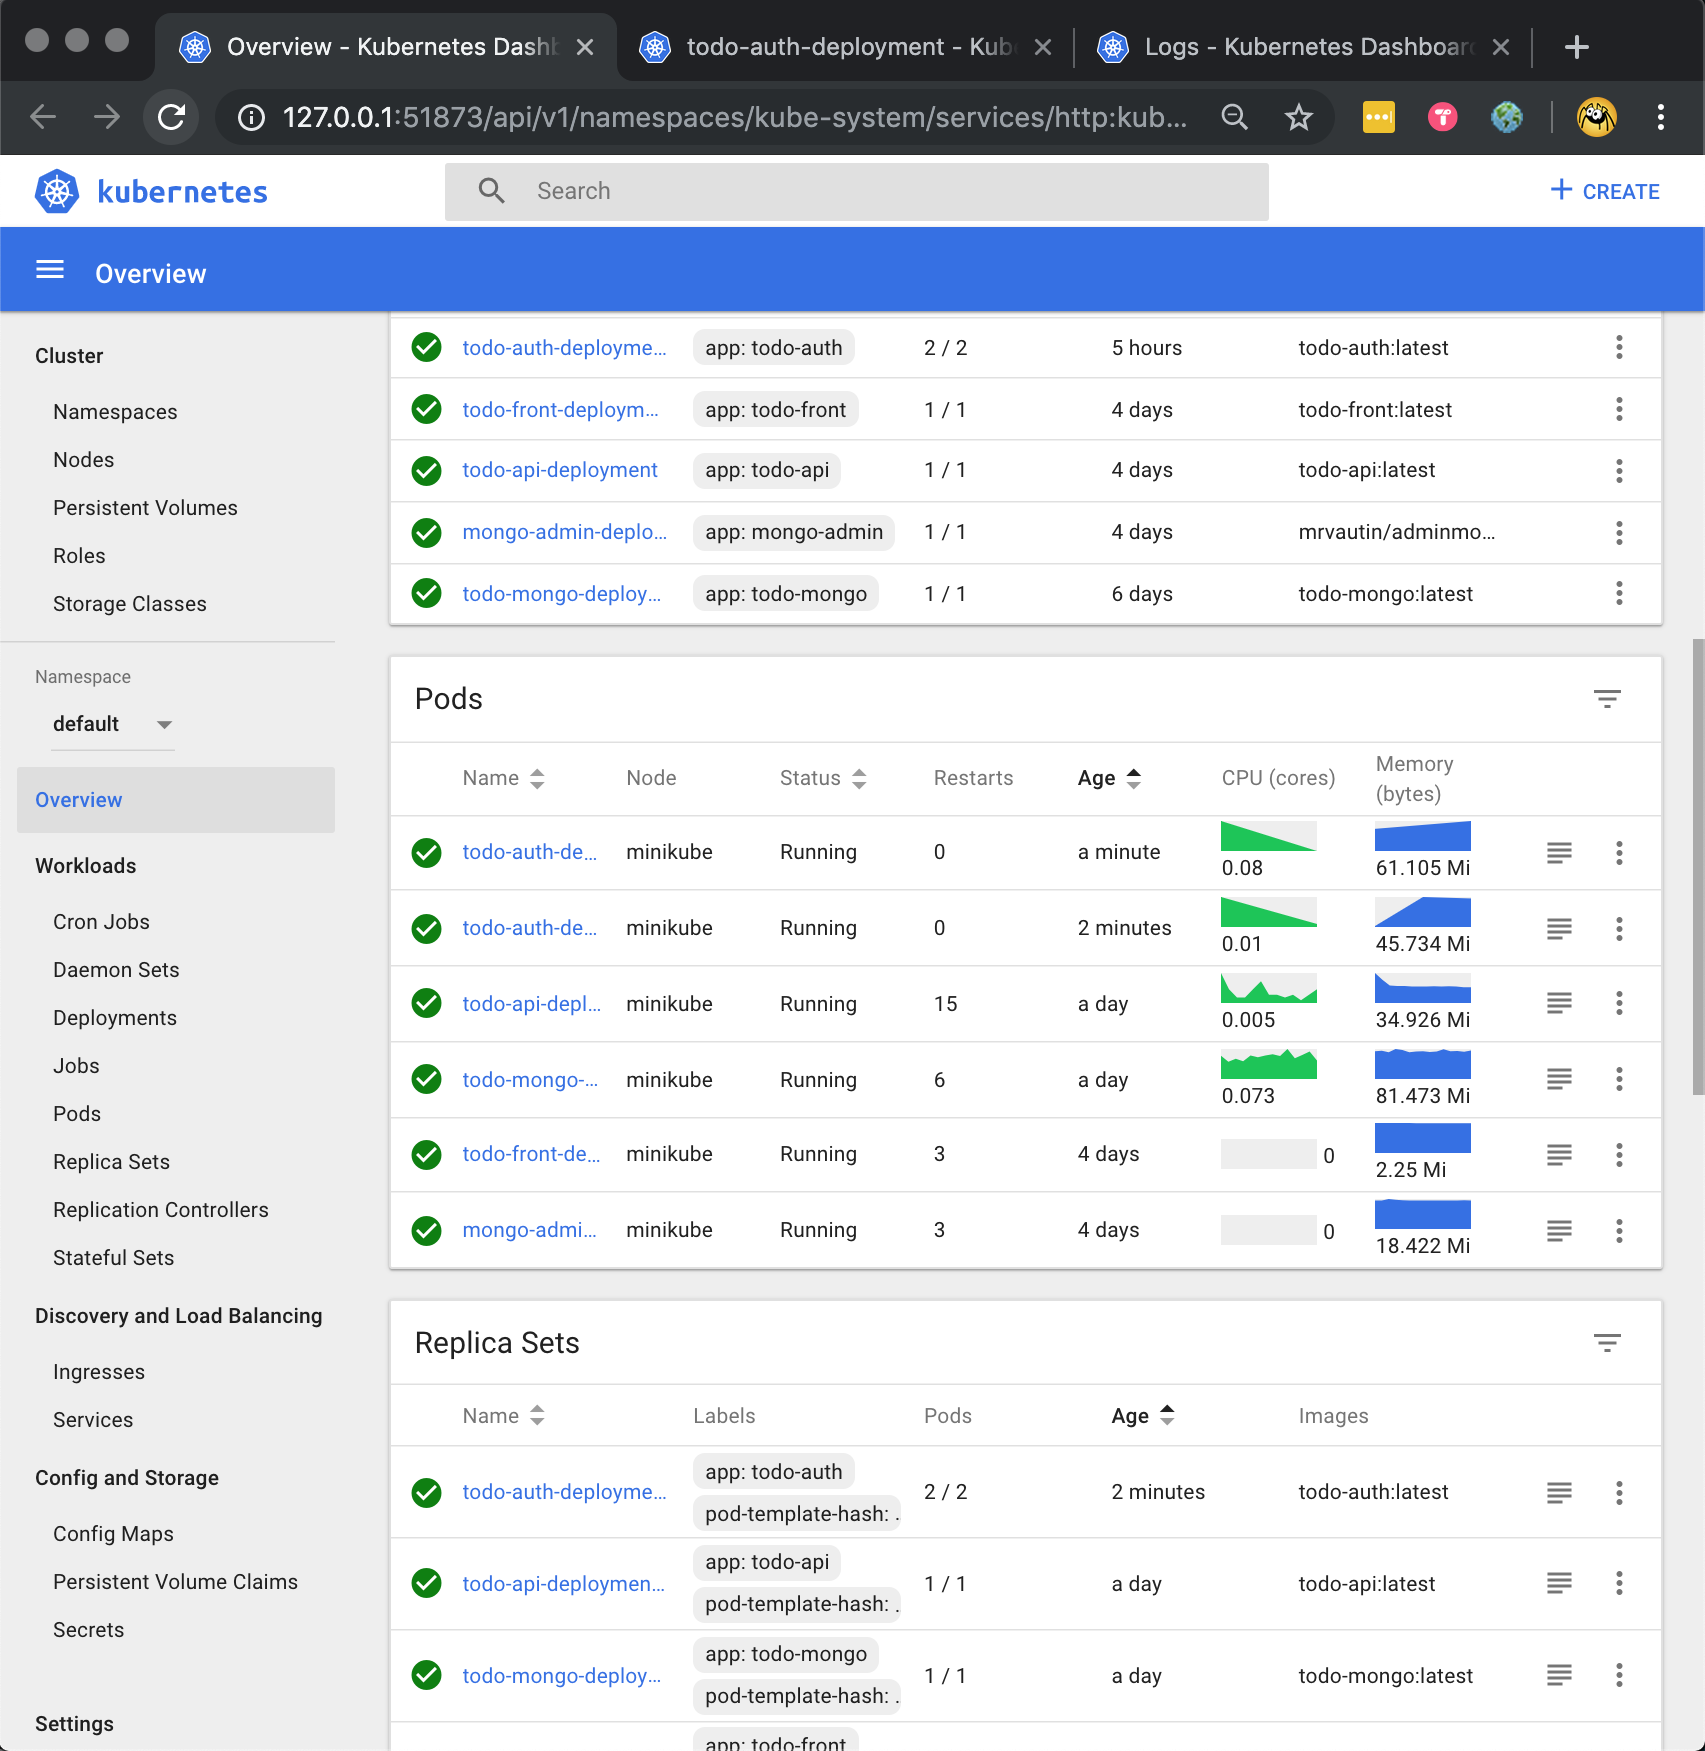 Overview - Kubernetes Dashb
todo-auth-deployment - Kub
Logs - Kubernetes Dashboar
127.0.0.1:51873/api/v1/namespaces/kube-system/services/http:kub...
kubernetes
Search
+ CREATE
Overview
Cluster
Namespaces
Nodes
Persistent Volumes
Roles
Storage Classes
Namespace
default
Overview
Workloads
Cron Jobs
Daemon Sets
Deployments
Jobs
Pods
Replica Sets
Replication Controllers
Stateful Sets
Discovery and Load Balancing
Ingresses
Services
Config and Storage
Config Maps
Persistent Volume Claims
Secrets
Settings
todo-auth-deployme... app: todo-auth 2 / 2 5 hours todo-auth:latest
todo-front-deploym... app: todo-front 1 / 1 4 days todo-front:latest
todo-api-deployment app: todo-api 1 / 1 4 days todo-api:latest
mongo-admin-deplo... app: mongo-admin 1 / 1 4 days mrvautin/adminmo...
todo-mongo-deploy... app: todo-mongo 1 / 1 6 days todo-mongo:latest
Pods
Name Node Status Restarts Age CPU (cores) Memory (bytes)
todo-auth-de... minikube Running 0 a minute 0.08 61.105 Mi
todo-auth-de... minikube Running 0 2 minutes 0.01 45.734 Mi
todo-api-depl... minikube Running 15 a day 0.005 34.926 Mi
todo-mongo-... minikube Running 6 a day 0.073 81.473 Mi
todo-front-de... minikube Running 3 4 days 0 2.25 Mi
mongo-admi... minikube Running 3 4 days 0 18.422 Mi
Replica Sets
Name Labels Pods Age Images
todo-auth-deployme... app: todo-auth 2 / 2 2 minutes todo-auth:latest
pod-template-hash: .
todo-api-deploymen... app: todo-api 1 / 1 a day todo-api:latest
pod-template-hash: .
todo-mongo-deploy... app: todo-mongo 1 / 1 a day todo-mongo:latest
pod-template-hash: .
app: todo-front